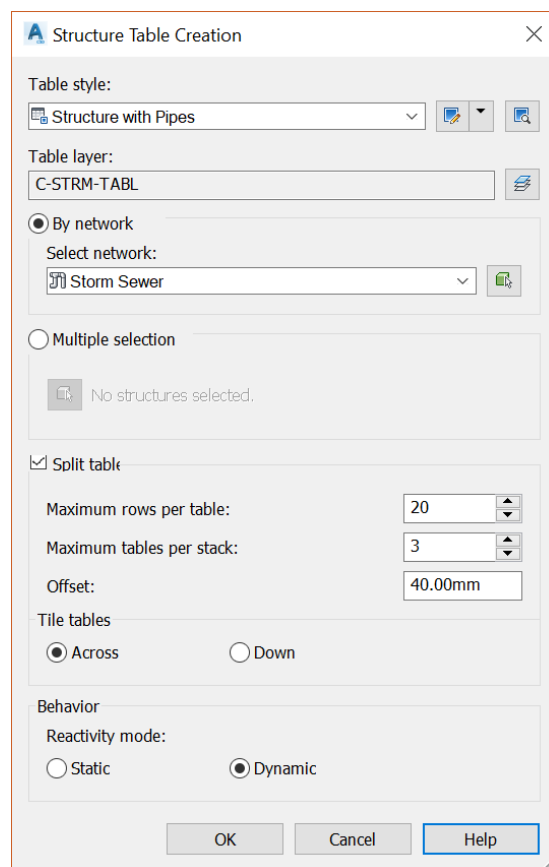 Structure Table Creation
Table style:
Structure with Pipes
Table layer:
C-STRM-TABL
By network
Select network:
Storm Sewer
Multiple selection
No structures selected.
Split table
Maximum rows per table:
20
Maximum tables per stack:
3
Offset:
40.00mm
Tile tables
Across
Down
Behavior
Reactivity mode:
Static
Dynamic
OK
Cancel
Help